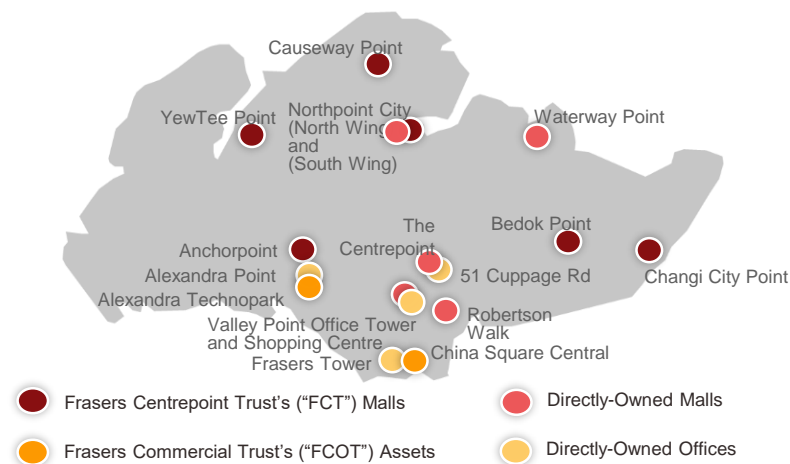 Causeway Point
YewTee Point
Northpoint City
(North Wing)
and
(South Wing)
Waterway Point
The
Centrepoint
Bedok Point
Anchorpoint
Alexandra Point
51 Cuppage Rd
Changi City Point
Alexandra Technopark
Robertson
Walk
Valley Point Office Tower
and Shopping Centre
China Square Central
Frasers Tower
Frasers Centrepoint Trust's (“FCT”) Malls
Directly-Owned Malls
Frasers Commercial Trust's (“FCOT”) Assets
Directly-Owned Offices